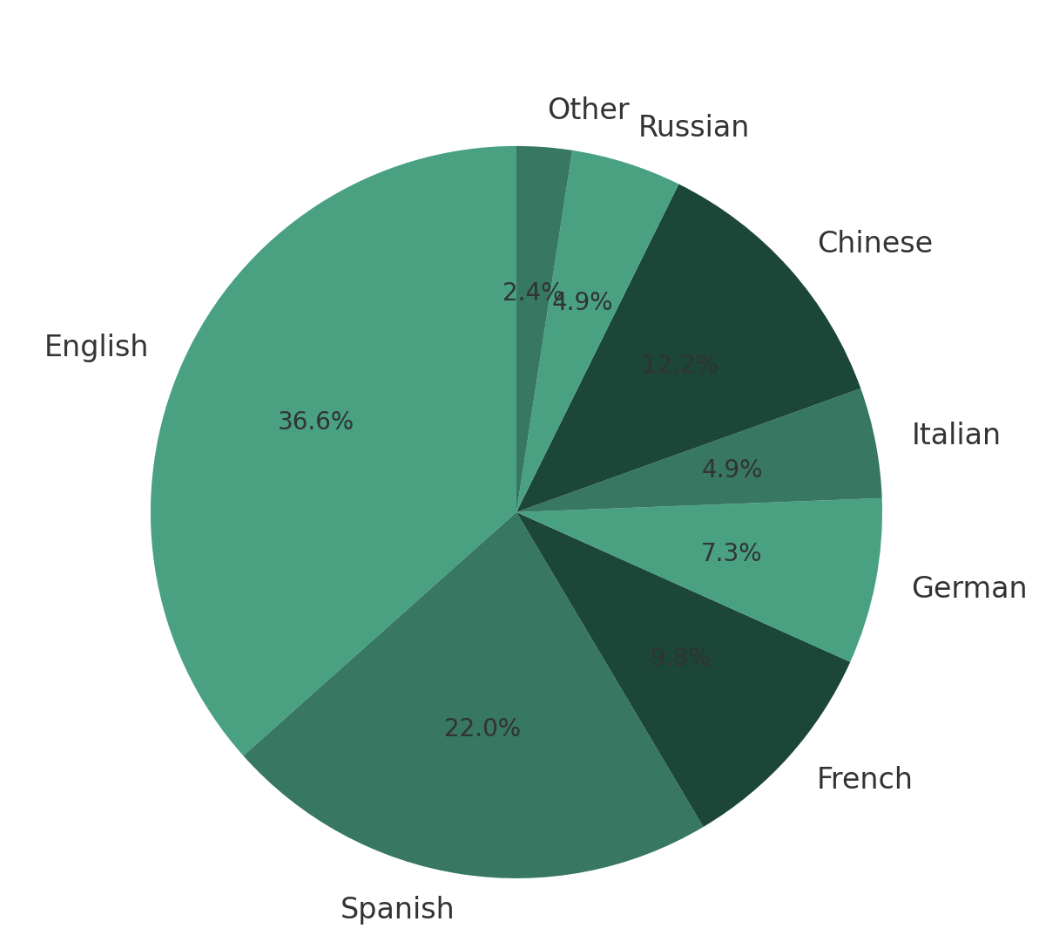 Other
Russian
Chinese
2.4%
4.9%
English
12.2%
36.6%
Italian
4.9%
7.3%
German
9.8%
22.0%
French
Spanish